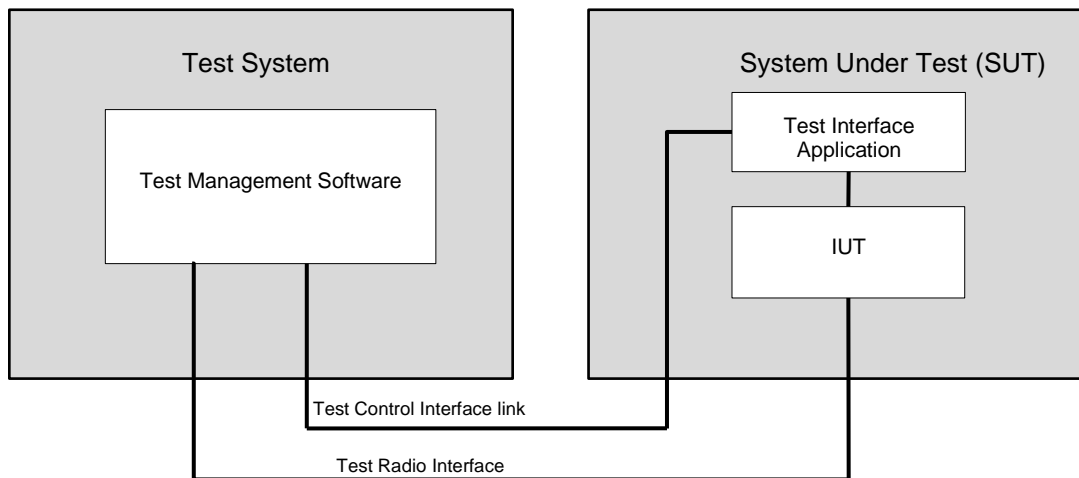 Test System
System Under Test (SUT)
Test Management Software
Test Interface
Application
IUT
Test Control Interface link
Test Radio Interface